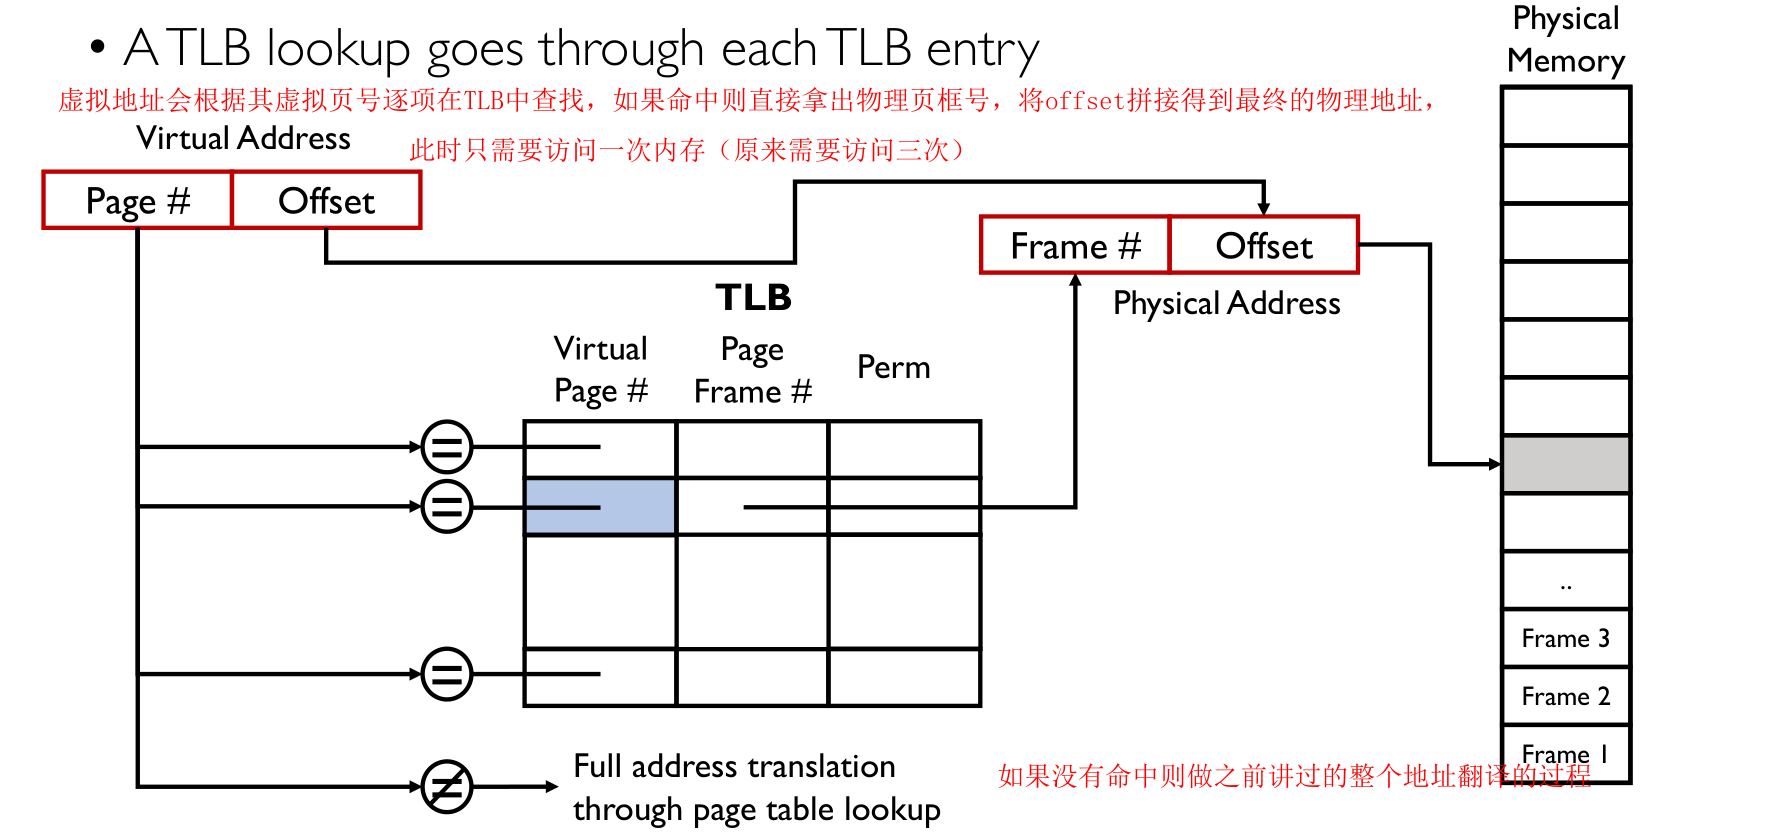 • A TLB lookup goes through each TLB entry
虚拟地址会根据其虚拟页号逐项在TLB中查找，如果命中则直接拿出物理页框号，将offset拼接得到最终的物理地址，
此时只需要访问一次内存（原来需要访问三次）
Virtual Address
Page #
Offset
Physical
Memory
Frame #
Offset
Physical Address
TLB
Virtual
Page #
Page
Frame #
Perm
=
=
=
≠
Full address translation
through page table lookup
..
Frame 3
Frame 2
Frame 1
如果没有命中则做之前讲过的整个地址翻译的过程